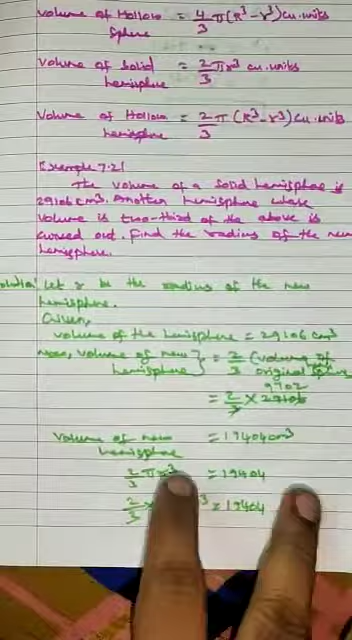 Volume of Hollow sphere = 4/3 π (R³ - r³) cu.units
Volume of Solid hemisphere = 2/3 πr³ cu.units
Volume of Hollow hemisphere = 2/3 π (R³ - r³) cu.units
Example 7.21
The volume of a solid hemisphere is
29106 cm³. Another hemisphere whose
volume is two-third of the above is
carved out. Find the radius of the new
hemisphere.
Solution: Let r be the radius of the new
hemisphere.
Given,
volume of the hemisphere = 29106 cm³
Now, volume of new hemisphere } = 2/3 (volume of original
9702
= 2/3 × 29106
Volume of new hemisphere = 19404 cm³
2/3 πr³ = 19404
2/3 × ³ = 19404